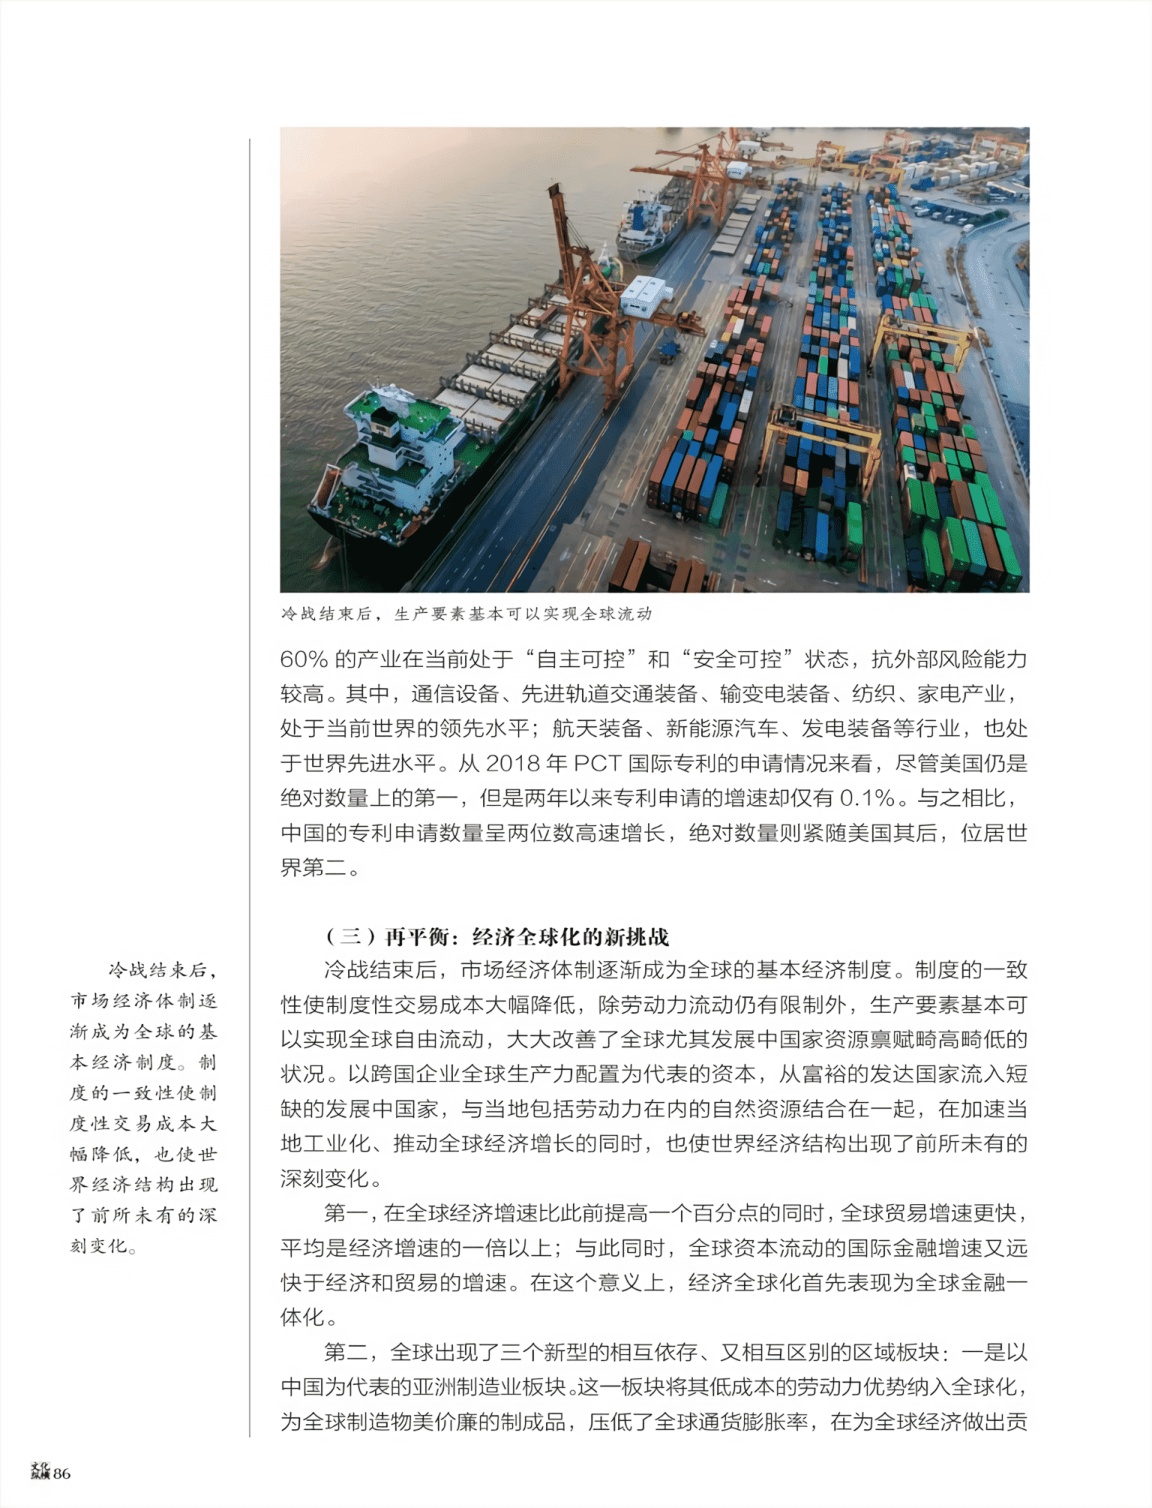 冷战结束后，生产要素基本可以实现全球流动
60% 的产业在当前处于“自主可控”和“安全可控”状态，抗外部风险能力
较高。其中，通信设备、先进轨道交通装备、输变电装备、纺织、家电产业，
处于当前世界的领先水平；航天装备、新能源汽车、发电装备等行业，也处
于世界先进水平。从 2018 年 PCT 国际专利的申请情况来看，尽管美国仍是
绝对数量上的第一，但是两年以来专利申请的增速却仅有 0.1%。与之相比，
中国的专利申请数量呈两位数高速增长，绝对数量则紧随美国其后，位居世
界第二。
（三）再平衡：经济全球化的新挑战
冷战结束后，市场经济体制逐渐成为全球的基本经济制度。制度的一致
性使制度性交易成本大幅降低，除劳动力流动仍有限制外，生产要素基本可
以实现全球自由流动，大大改善了全球尤其发展中国家资源禀赋畸高畸低的
状况。以跨国企业全球生产力配置为代表的资本，从富裕的发达国家流入短
缺的发展中国家，与当地包括劳动力在内的自然资源结合在一起，在加速当
地工业化、推动全球经济增长的同时，也使世界经济结构出现了前所未有的
深刻变化。
第一，在全球经济增速比此前提高一个百分点的同时，全球贸易增速更快，
平均是经济增速的一倍以上；与此同时，全球资本流动的国际金融增速又远
快于经济和贸易的增速。在这个意义上，经济全球化首先表现为全球金融一
体化。
第二，全球出现了三个新型的相互依存、又相互区别的区域板块：一是以
中国为代表的亚洲制造业板块。这一板块将其低成本的劳动力优势纳入全球化，
为全球制造物美价廉的制成品，压低了全球通货膨胀率，在为全球经济做出贡
冷战结束后，
市场经济体制逐
渐成为全球的基
本经济制度。制
度的一致性使制
度性交易成本大
幅降低，也使世
界经济结构出现
了前所未有的深
刻变化。
文化
纵横 86